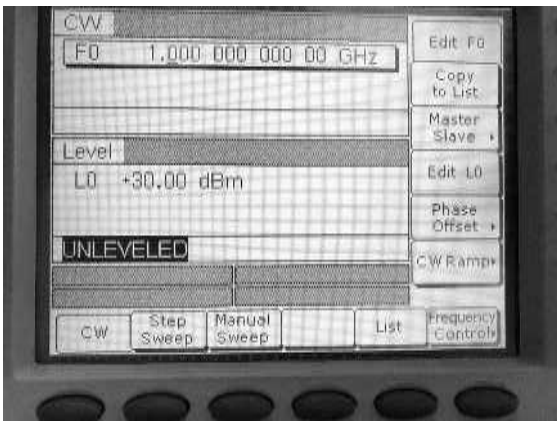 CW
F0 1.000 000 000 00 GHz
Level
L0 +30.00 dBm
UNLEVELED
Edit F0
Copy
to List
Master
Slave
Edit L0
Phase
Offset
CW Ramp
CW
Step
Sweep
Manual
Sweep
List
Frequency
Control